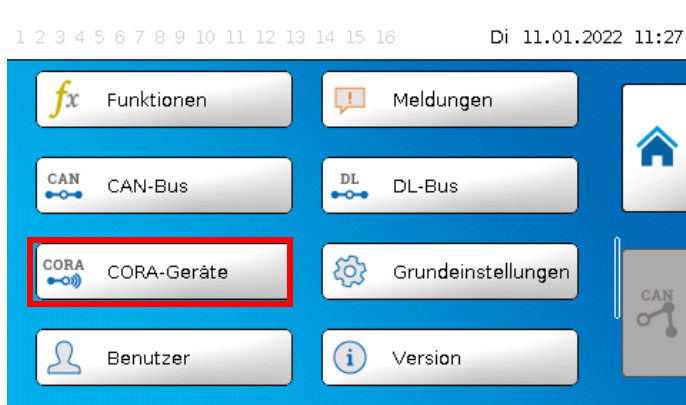 1 2 3 4 5 6 7 8 9 10 11 12 13 14 15 16 Di 11.01.2022 11:27
fx Funktionen ! Meldungen
CAN CAN-Bus DL DL-Bus
CORA CORA-Geräte Grundeinstellungen CAN
Benutzer i Version